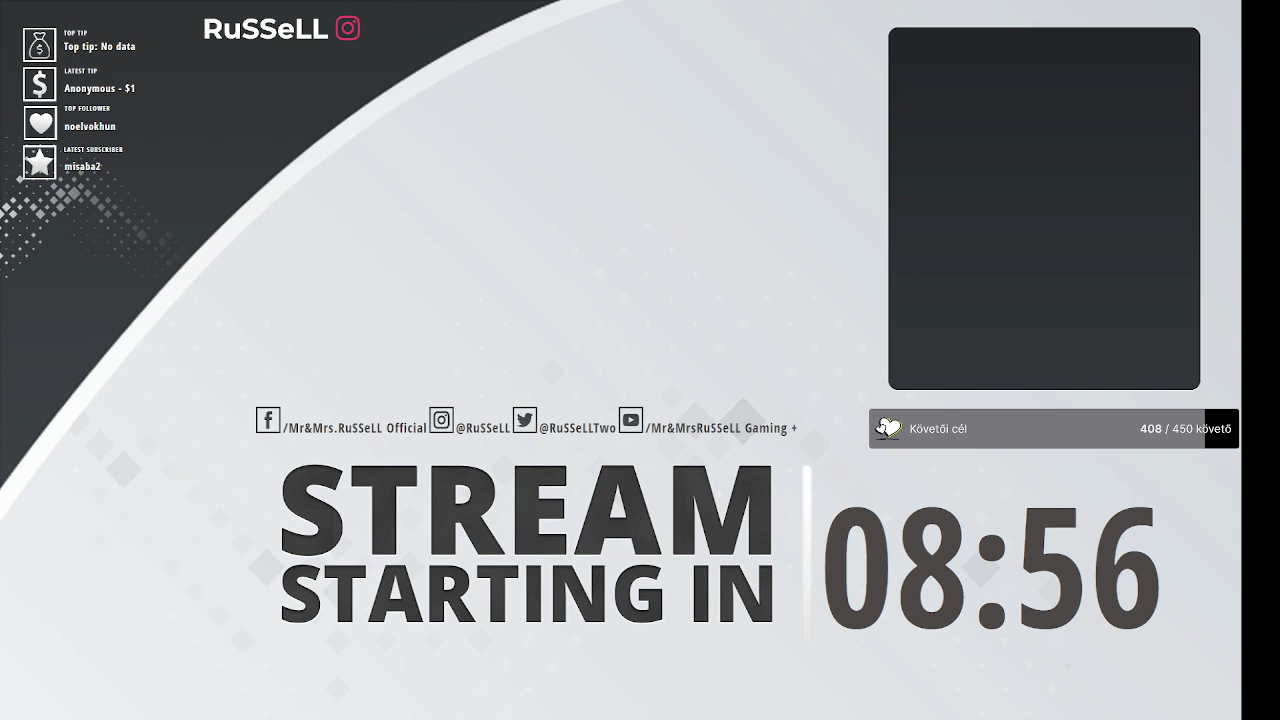 RuSSeLL
TOP TIP
Top tip: No data
LATEST TIP
Anonymous - $1
TOP FOLLOWER
noelvokhun
LATEST SUBSCRIBER
misaba2
/Mr&Mrs.RuSSeLL Official @RuSSeLL @RuSSeLLTwo /Mr&MrsRuSSeLL Gaming +
Követői cél 408 / 450 követő
STREAM
STARTING IN
08:56